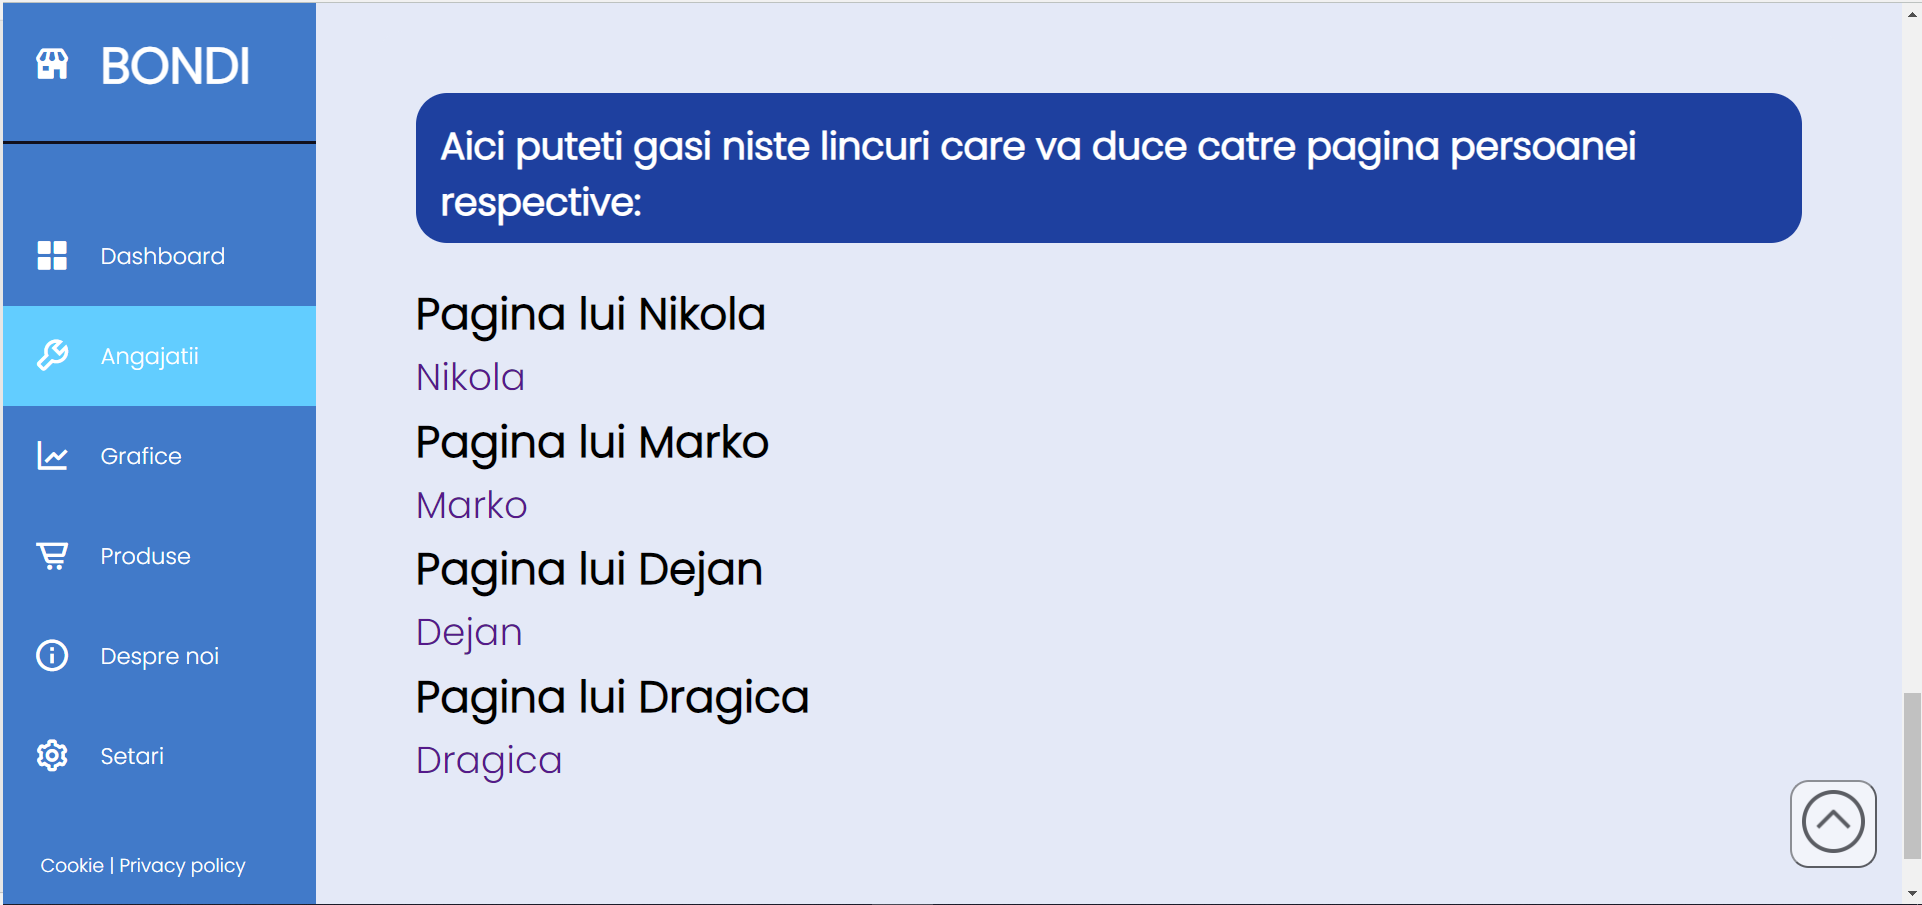 BONDI
Dashboard
Angajatii
Grafice
Produse
Despre noi
Setari
Cookie | Privacy policy
Aici puteti gasi niste lincuri care va duce catre pagina persoanei
respective:
Pagina lui Nikola
Nikola
Pagina lui Marko
Marko
Pagina lui Dejan
Dejan
Pagina lui Dragica
Dragica